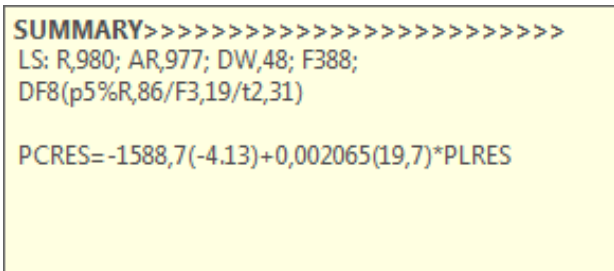 SUMMARY>>>>>>>>>>>>>>>>>>>>>>>>>
LS: R,980; AR,977; DW,48; F388;
DF8(p5%R,86/F3,19/t2,31)
PCRES=-1588,7(-4.13)+0,002065(19,7)*PLRES